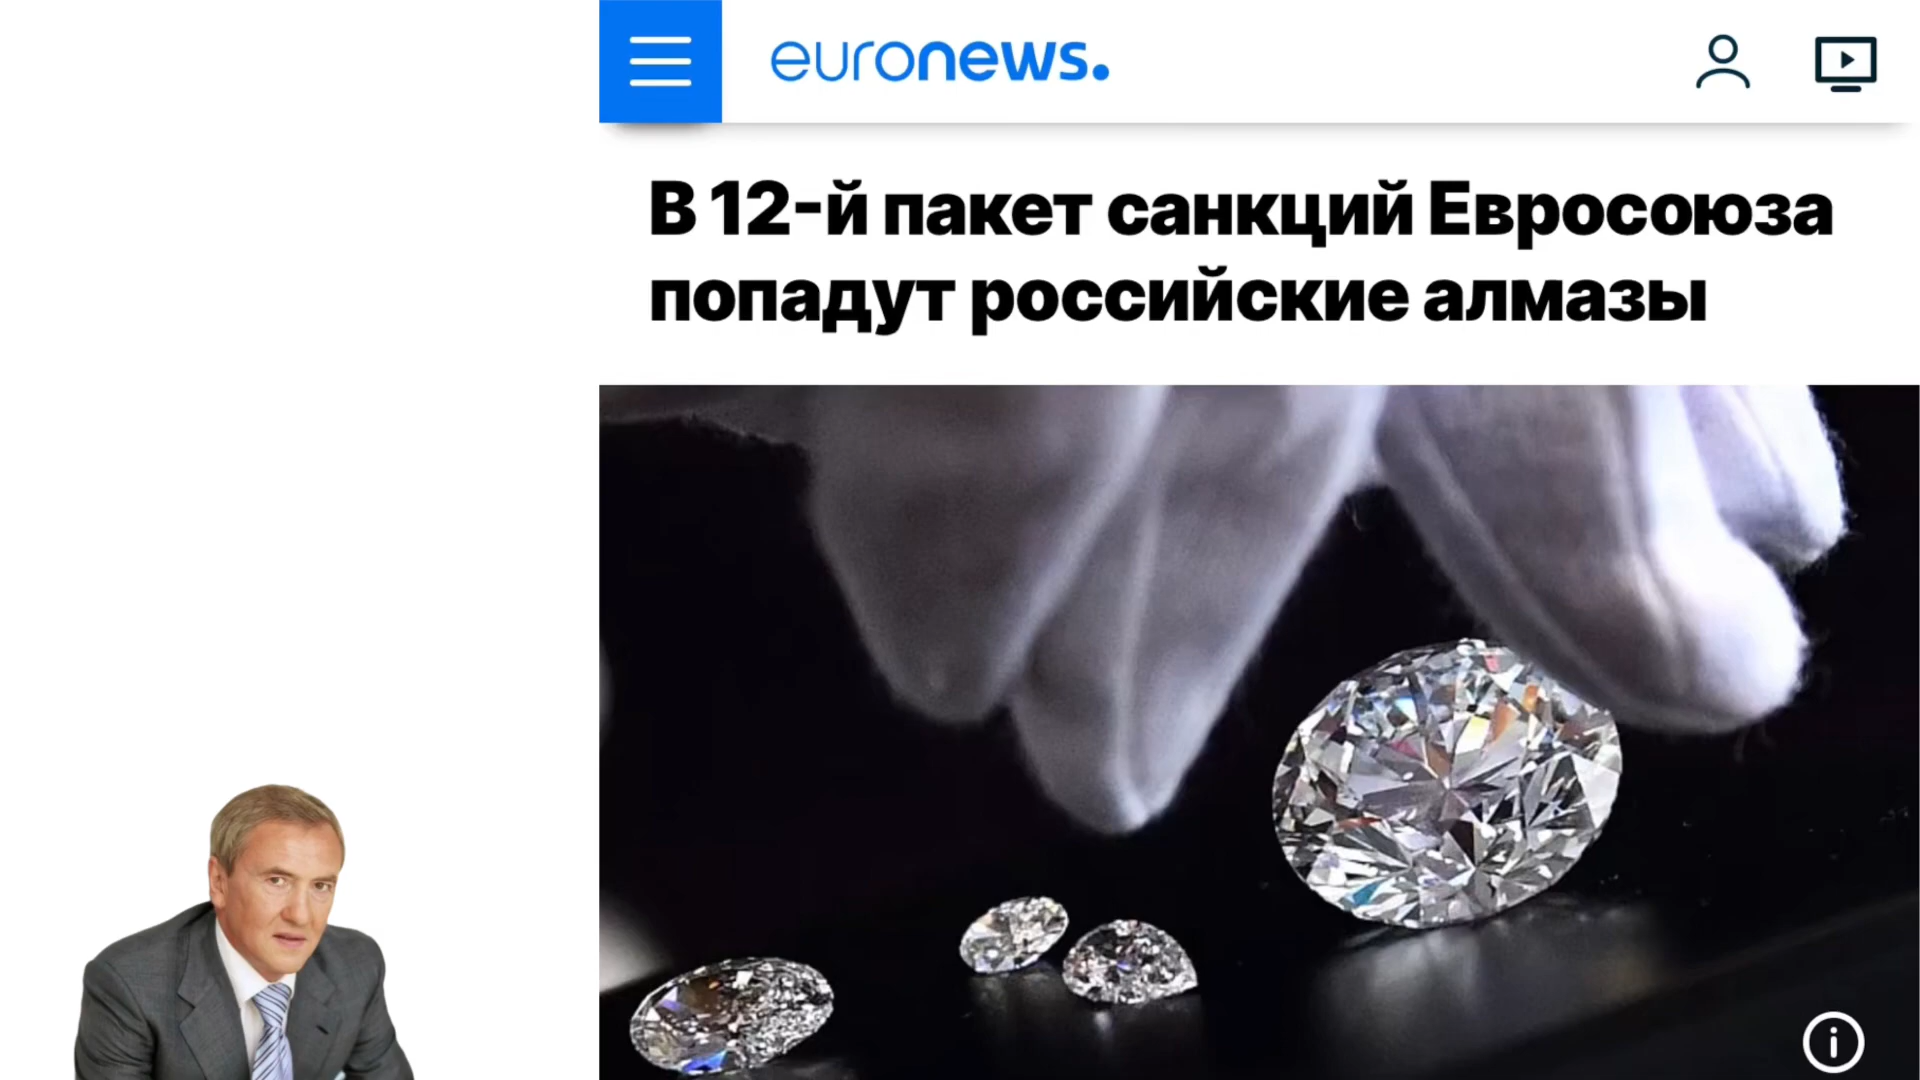 euronews.
В 12-й пакет санкций Евросоюза
попадут российские алмазы